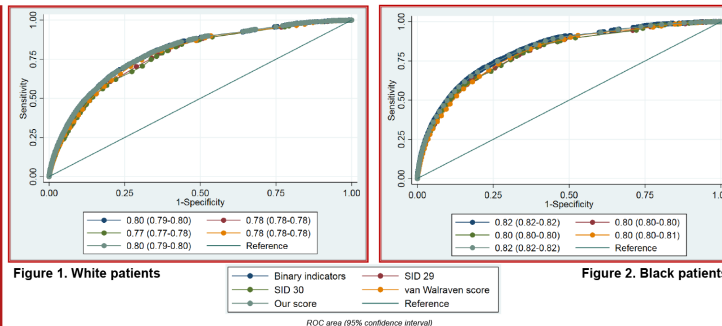 Sensitivity
1.00
0.75
0.50
0.25
0.00
0.00 0.25 0.50 0.75 1.00
1-Specificity
0.80 (0.79-0.80) 0.78 (0.78-0.78)
0.77 (0.77-0.78) 0.78 (0.78-0.78)
0.80 (0.79-0.80) Reference
Figure 1. White patients
Sensitivity
1.00
0.75
0.50
0.25
0.00
0.00 0.25 0.50 0.75 1.00
1-Specificity
0.82 (0.82-0.82) 0.80 (0.80-0.80)
0.80 (0.80-0.80) 0.80 (0.80-0.81)
0.82 (0.82-0.82) Reference
Figure 2. Black patients
Binary indicators SID 29
SID 30 van Walraven score
Our score Reference
ROC area (95% confidence interval)